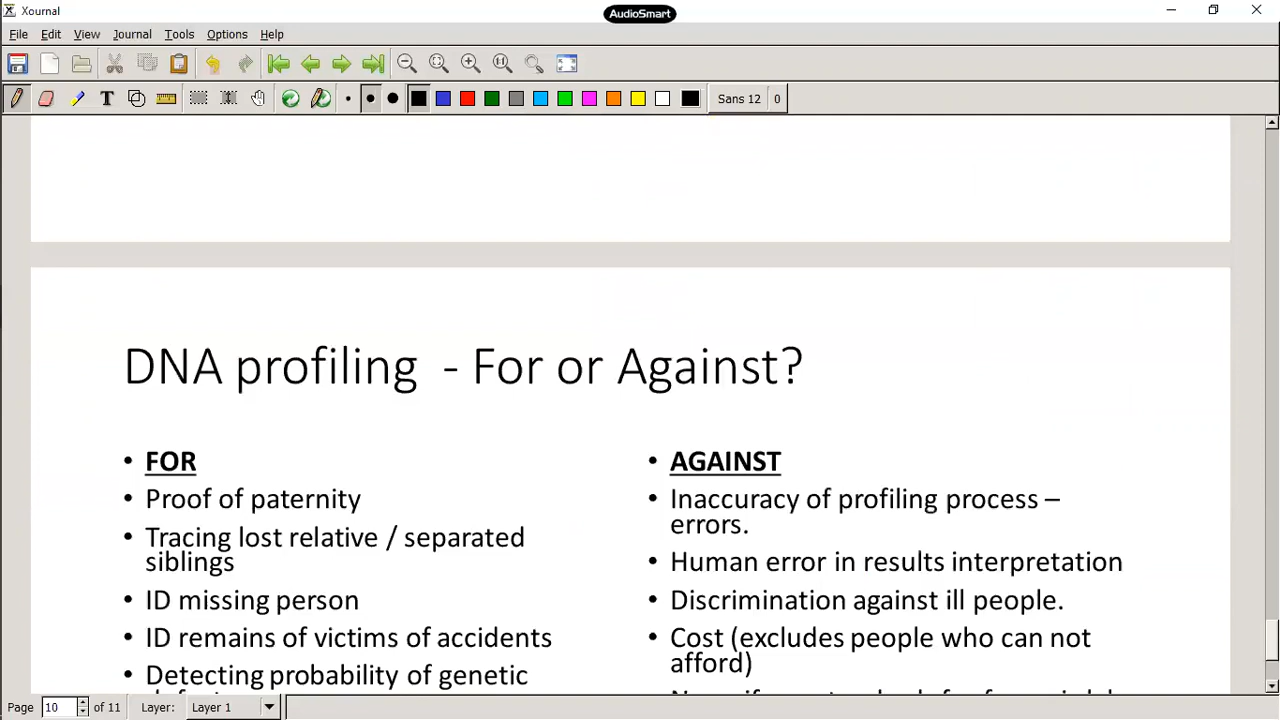 Xournal
AudioSmart
File Edit View Journal Tools Options Help
Sans 12 0
DNA profiling - For or Against?
• FOR
• Proof of paternity
• Tracing lost relative / separated
siblings
• ID missing person
• ID remains of victims of accidents
• Detecting probability of genetic
• AGAINST
• Inaccuracy of profiling process –
errors.
• Human error in results interpretation
• Discrimination against ill people.
• Cost (excludes people who can not
afford)
Page 10 of 11 Layer: Layer 1